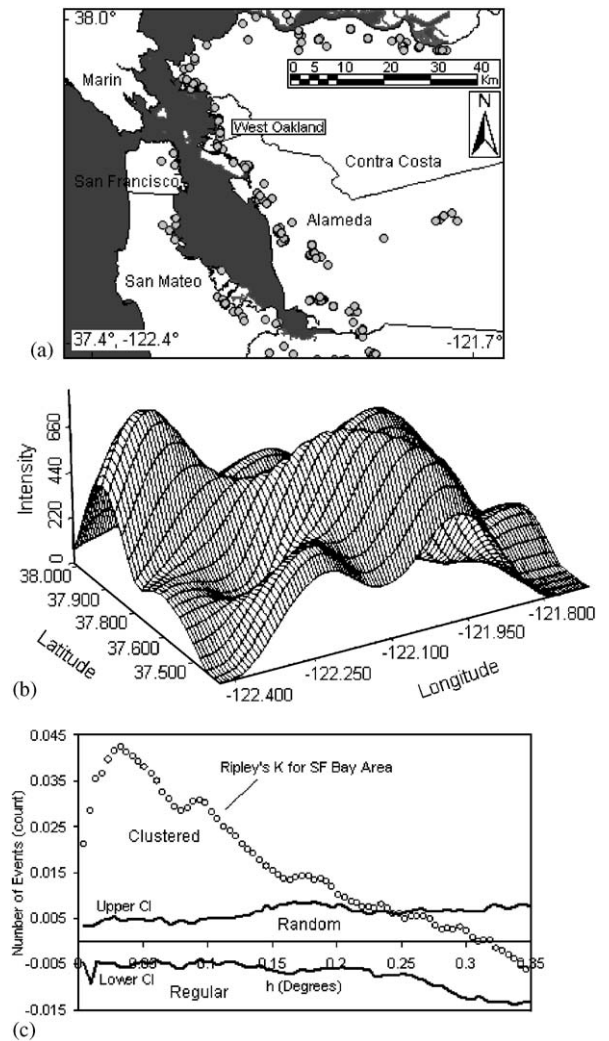 38.0°
0 5 10 20 30 40
Km
Marin
N
West Oakland
Contra Costa
San Francisco
Alameda
San Mateo
37.4°, -122.4°
-121.7°
(a)
Intensity
660
440
220
0
38.000
37.900
37.800
37.600
37.500
Latitude
-122.400
-122.250
-122.100
-121.950
-121.800
Longitude
(b)
Number of Events (count)
0.045
0.035
0.025
0.015
0.005
-0.005
-0.015
Ripley's K for SF Bay Area
Clustered
Upper CI
Random
0 0.05 0.1 0.15 0.2 0.25 0.3 0.35
Lower CI
Regular
h (Degrees)
(c)